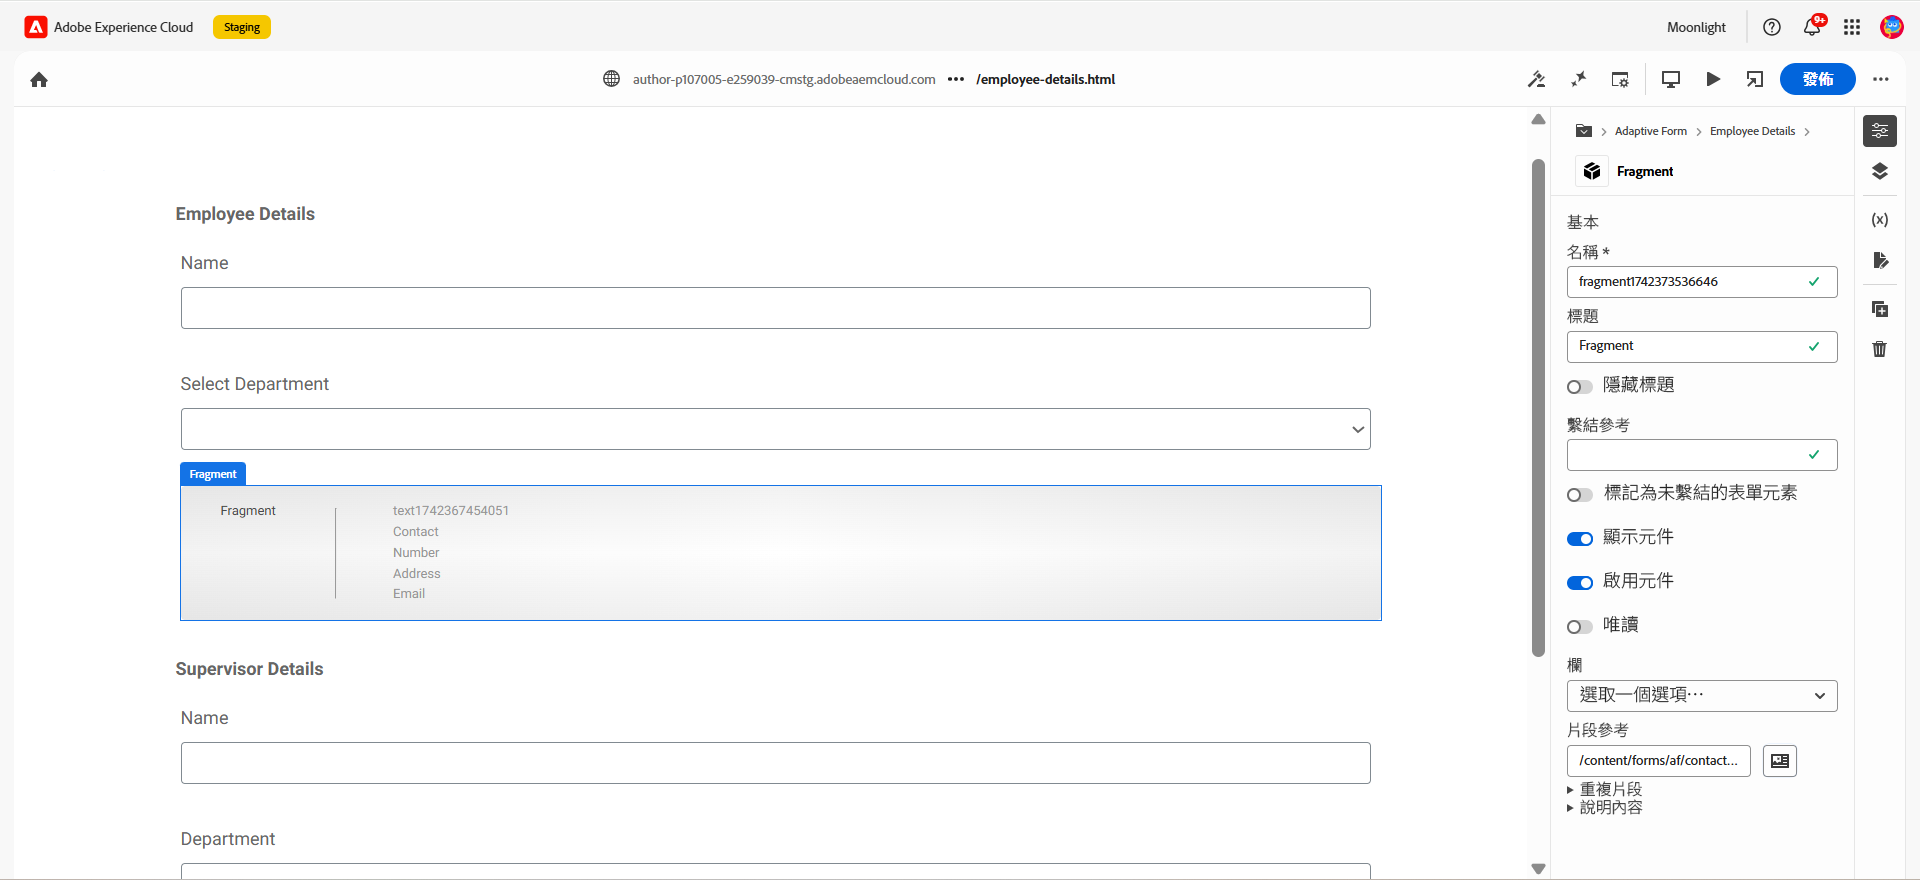 Adobe Experience Cloud
Staging
Moonlight
9+
author-p107005-e259039-cmstg.adobeaemcloud.com ••• /employee-details.html
發佈
Adaptive Form
Employee Details
Fragment
Employee Details
Name
Select Department
Fragment
Fragment
text1742367454051
Contact
Number
Address
Email
Supervisor Details
Name
Department
基本
名稱 *
fragment1742373536646
標題
Fragment
隱藏標題
繫結參考
標記為未繫結的表單元素
顯示元件
啟用元件
唯讀
欄
選取一個選項⋯
片段參考
/content/forms/af/contact...
重複片段
說明內容
(x)